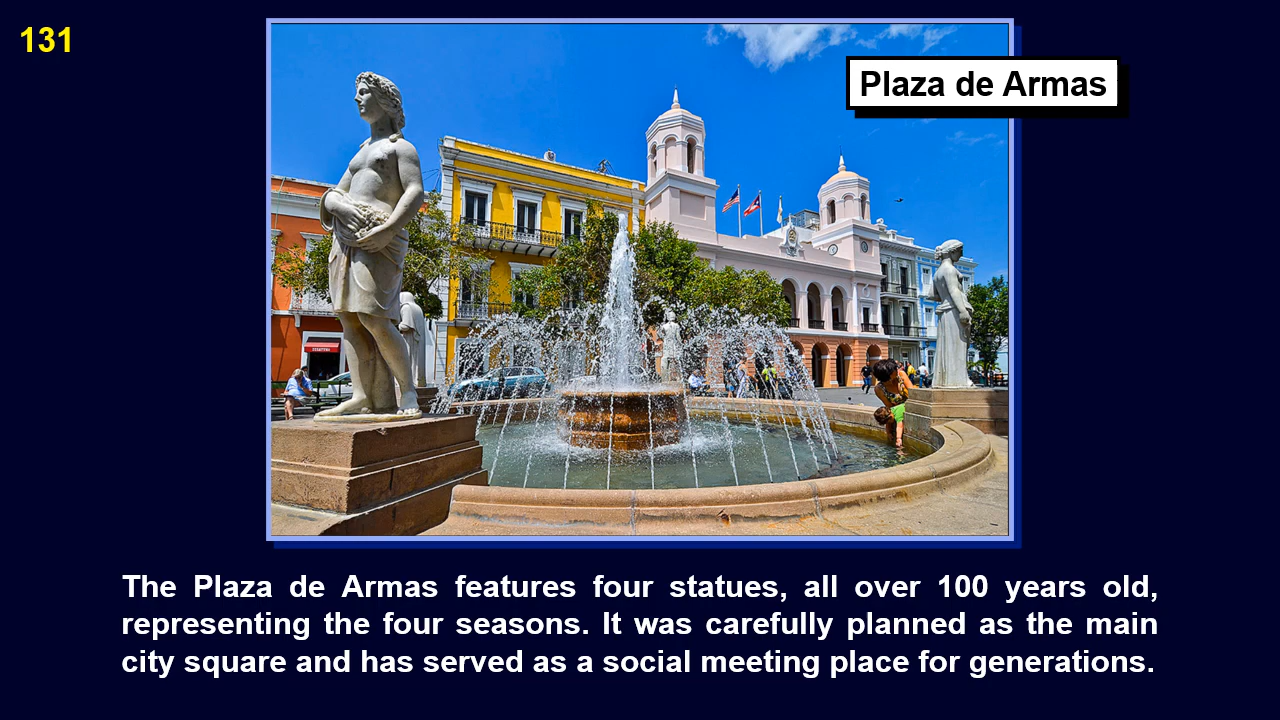 131
Plaza de Armas
The Plaza de Armas features four statues, all over 100 years old,
representing the four seasons. It was carefully planned as the main
city square and has served as a social meeting place for generations.